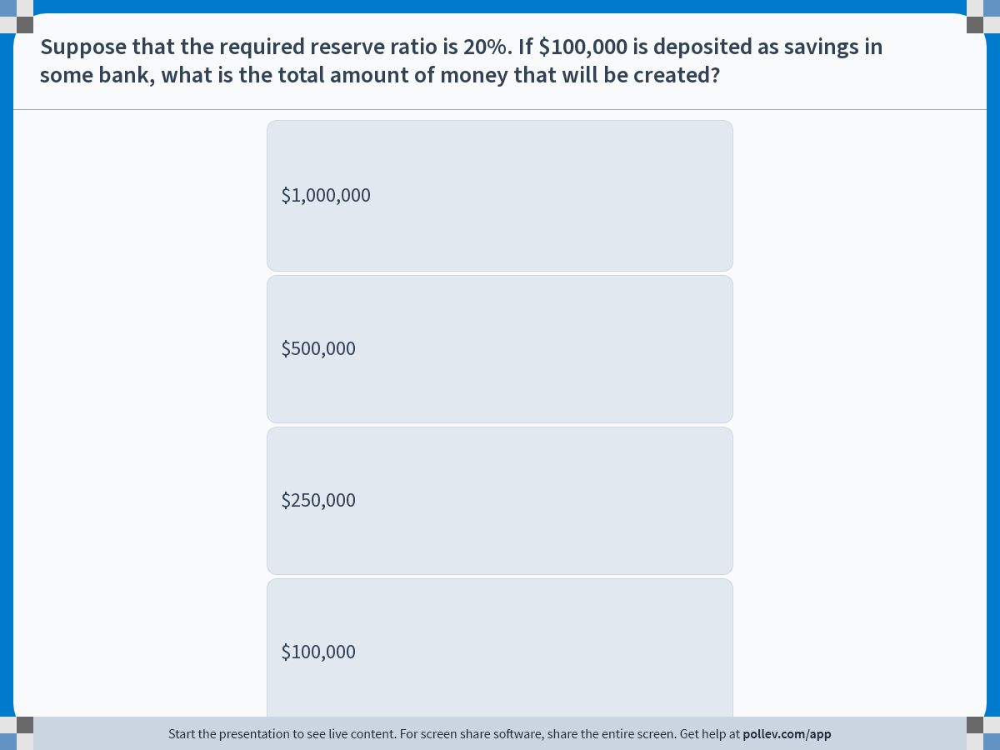 Suppose that the required reserve ratio is 20%. If $100,000 is deposited as savings in
some bank, what is the total amount of money that will be created?
$1,000,000
$500,000
$250,000
$100,000
Start the presentation to see live content. For screen share software, share the entire screen. Get help at pollev.com/app